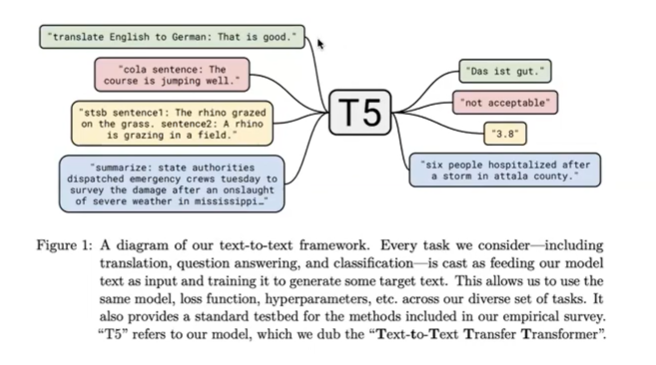 "translate English to German: That is good."
"cola sentence: The
course is jumping well."
"stsb sentence1: The rhino grazed
on the grass. sentence2: A rhino
is grazing in a field."
"summarize: state authorities
dispatched emergency crews tuesday to
survey the damage after an onslaught
of severe weather in mississippi…"
T5
"Das ist gut."
"not acceptable"
"3.8"
"six people hospitalized after
a storm in attala county."
Figure 1: A diagram of our text-to-text framework. Every task we consider—including
translation, question answering, and classification—is cast as feeding our model
text as input and training it to generate some target text. This allows us to use the
same model, loss function, hyperparameters, etc. across our diverse set of tasks. It
also provides a standard testbed for the methods included in our empirical survey.
"T5" refers to our model, which we dub the "Text-to-Text Transfer Transformer".